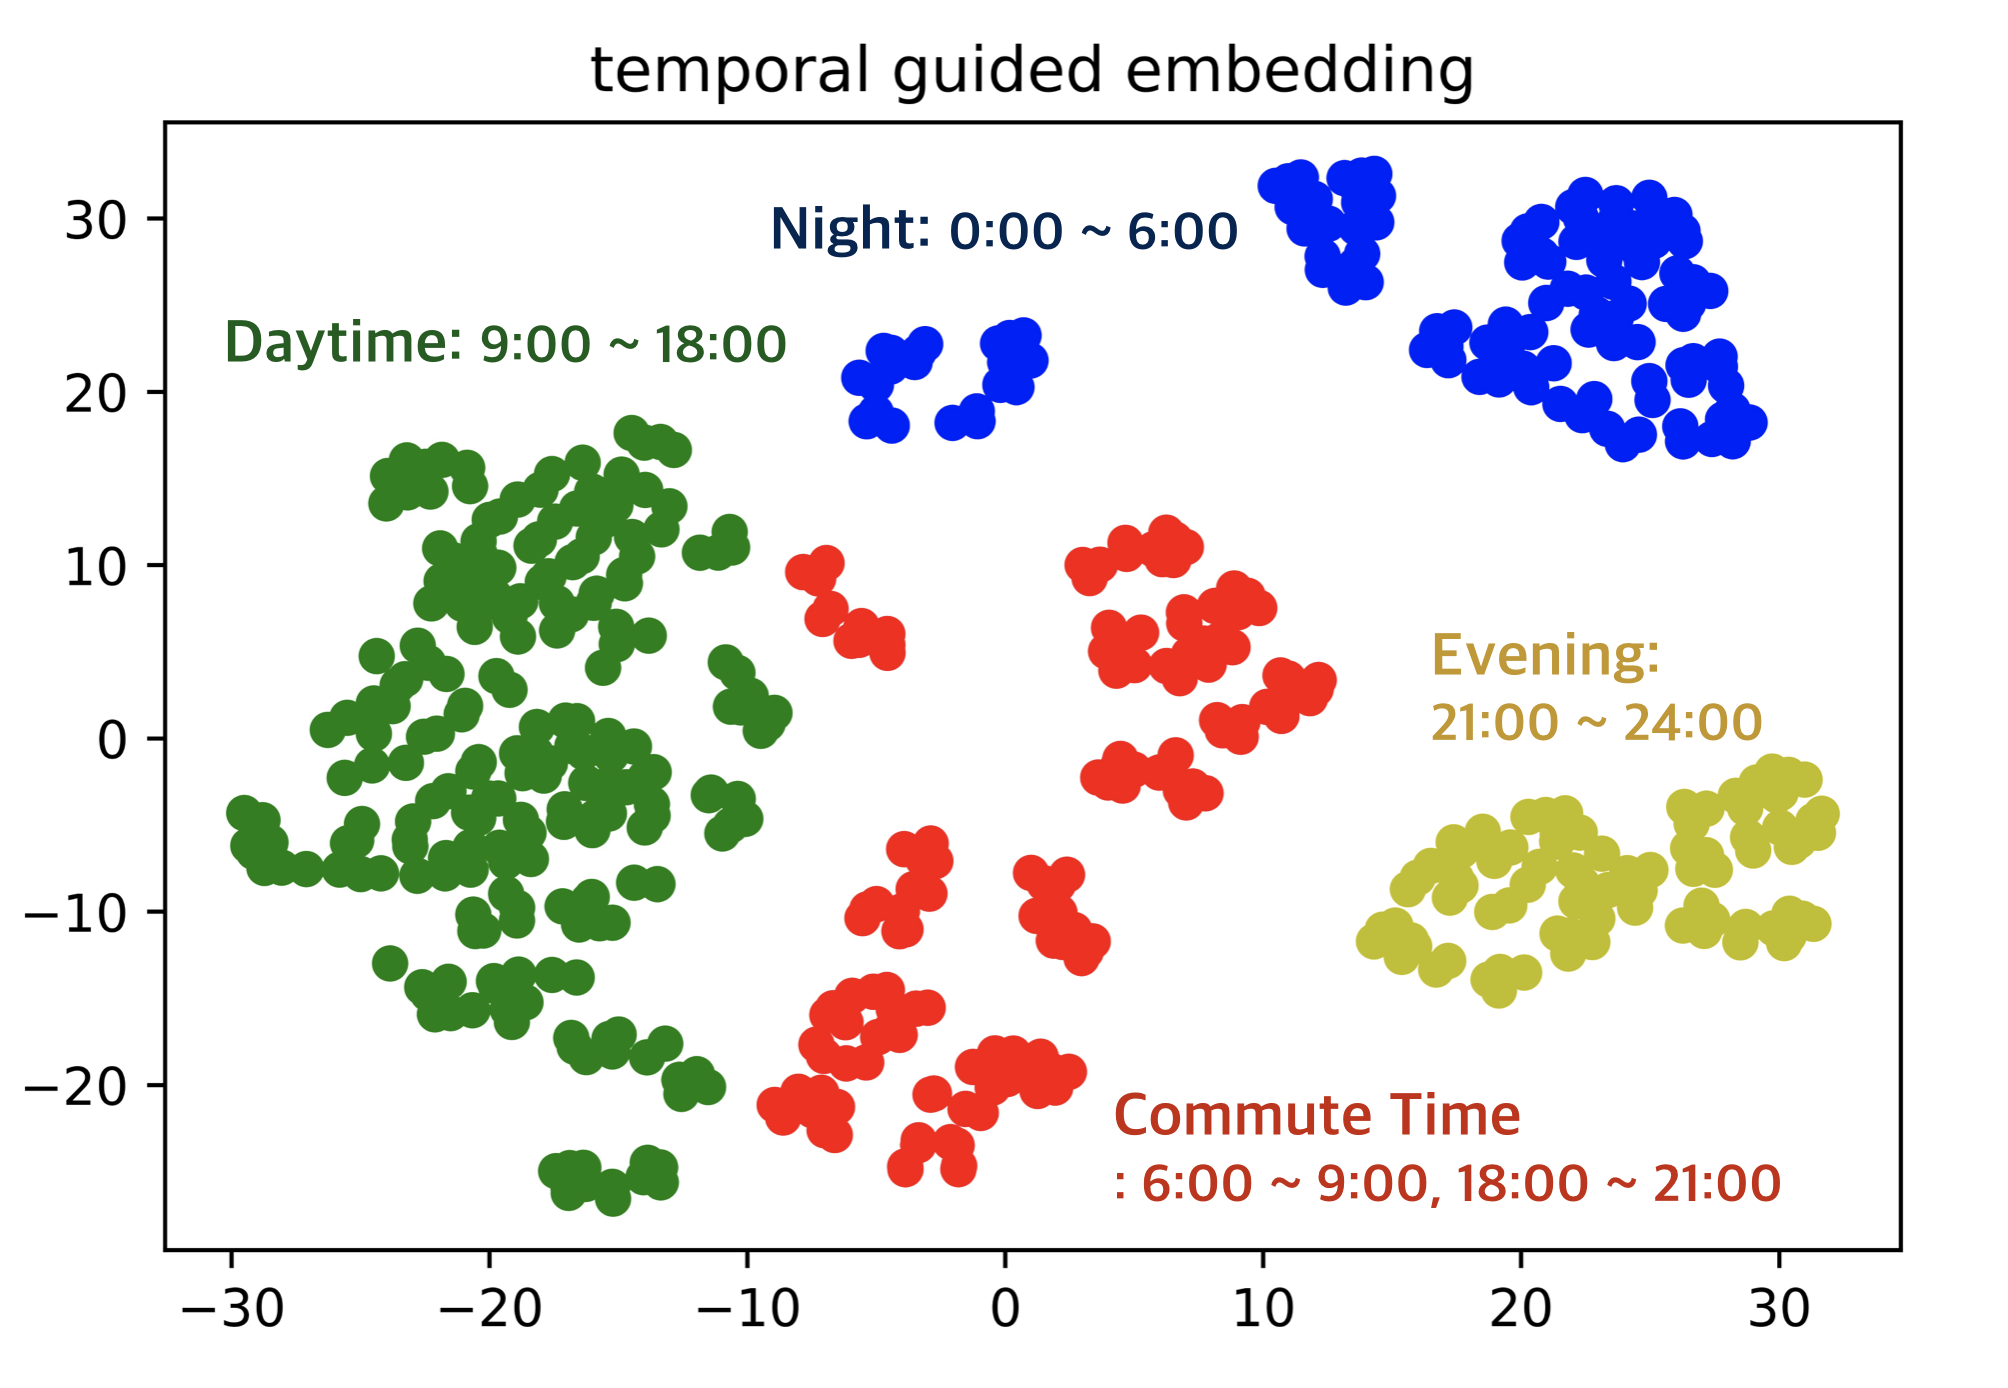 temporal guided embedding
30
20
10
0
−10
−20
Night: 0:00 ~ 6:00
Daytime: 9:00 ~ 18:00
Evening:
21:00 ~ 24:00
Commute Time
: 6:00 ~ 9:00, 18:00 ~ 21:00
−30 −20 −10 0 10 20 30